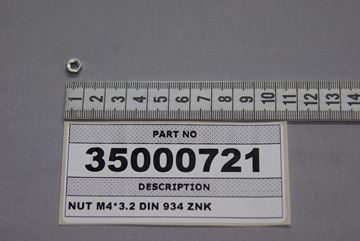 1 2 3 4 5 6 7 8 9 10 11 12 13 14
PART NO
35000721
DESCRIPTION
NUT M4*3.2 DIN 934 ZNK